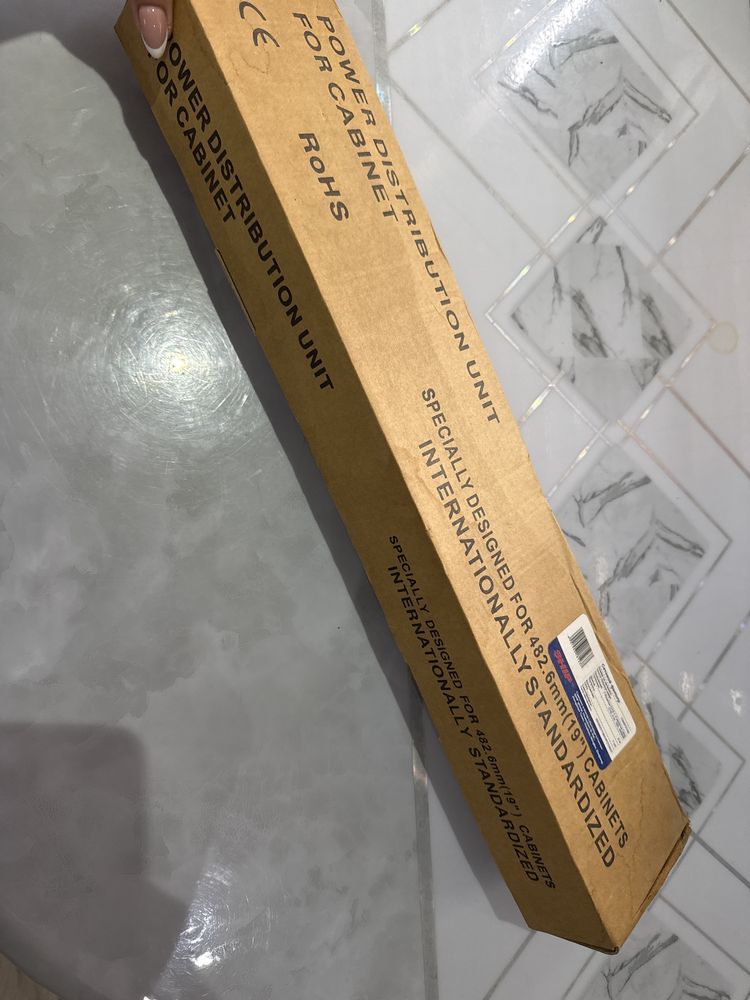 CE
POWER DISTRIBUTION UNIT
FOR CABINET
RoHS
SPECIALLY DESIGNED FOR 482.6mm(19") CABINETS
INTERNATIONALLY STANDARDIZED
SHIP
POWER DISTRIBUTION UNIT
FOR CABINET
SPECIALLY DESIGNED FOR 482.6mm(19") CABINETS
INTERNATIONALLY STANDARDIZED